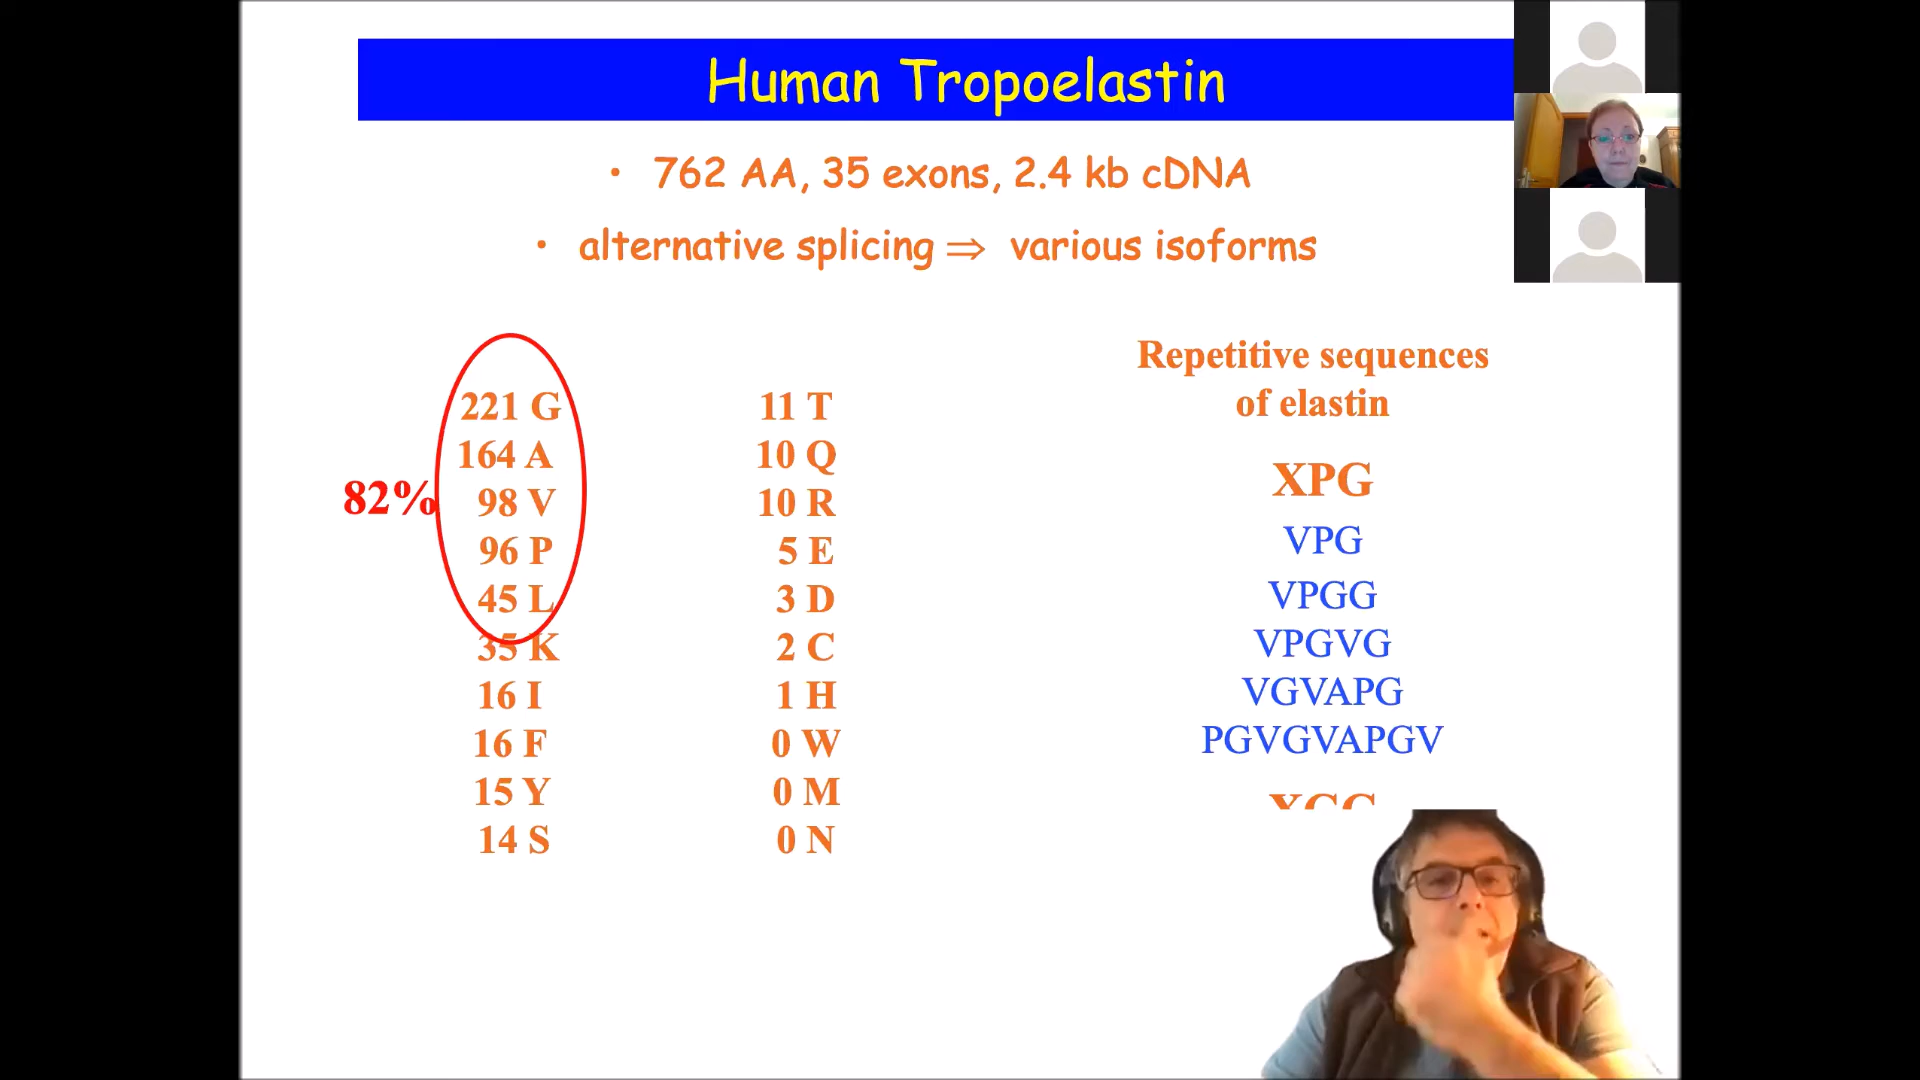 Human Tropoelastin
• 762 AA, 35 exons, 2.4 kb cDNA
• alternative splicing ⇒ various isoforms
82%
221 G
164 A
98 V
96 P
45 L
35 K
16 I
16 F
15 Y
14 S
11 T
10 Q
10 R
5 E
3 D
2 C
1 H
0 W
0 M
0 N
Repetitive sequences
of elastin
XPG
VPG
VPGG
VPGVG
VGVAPG
PGVGVAPGV